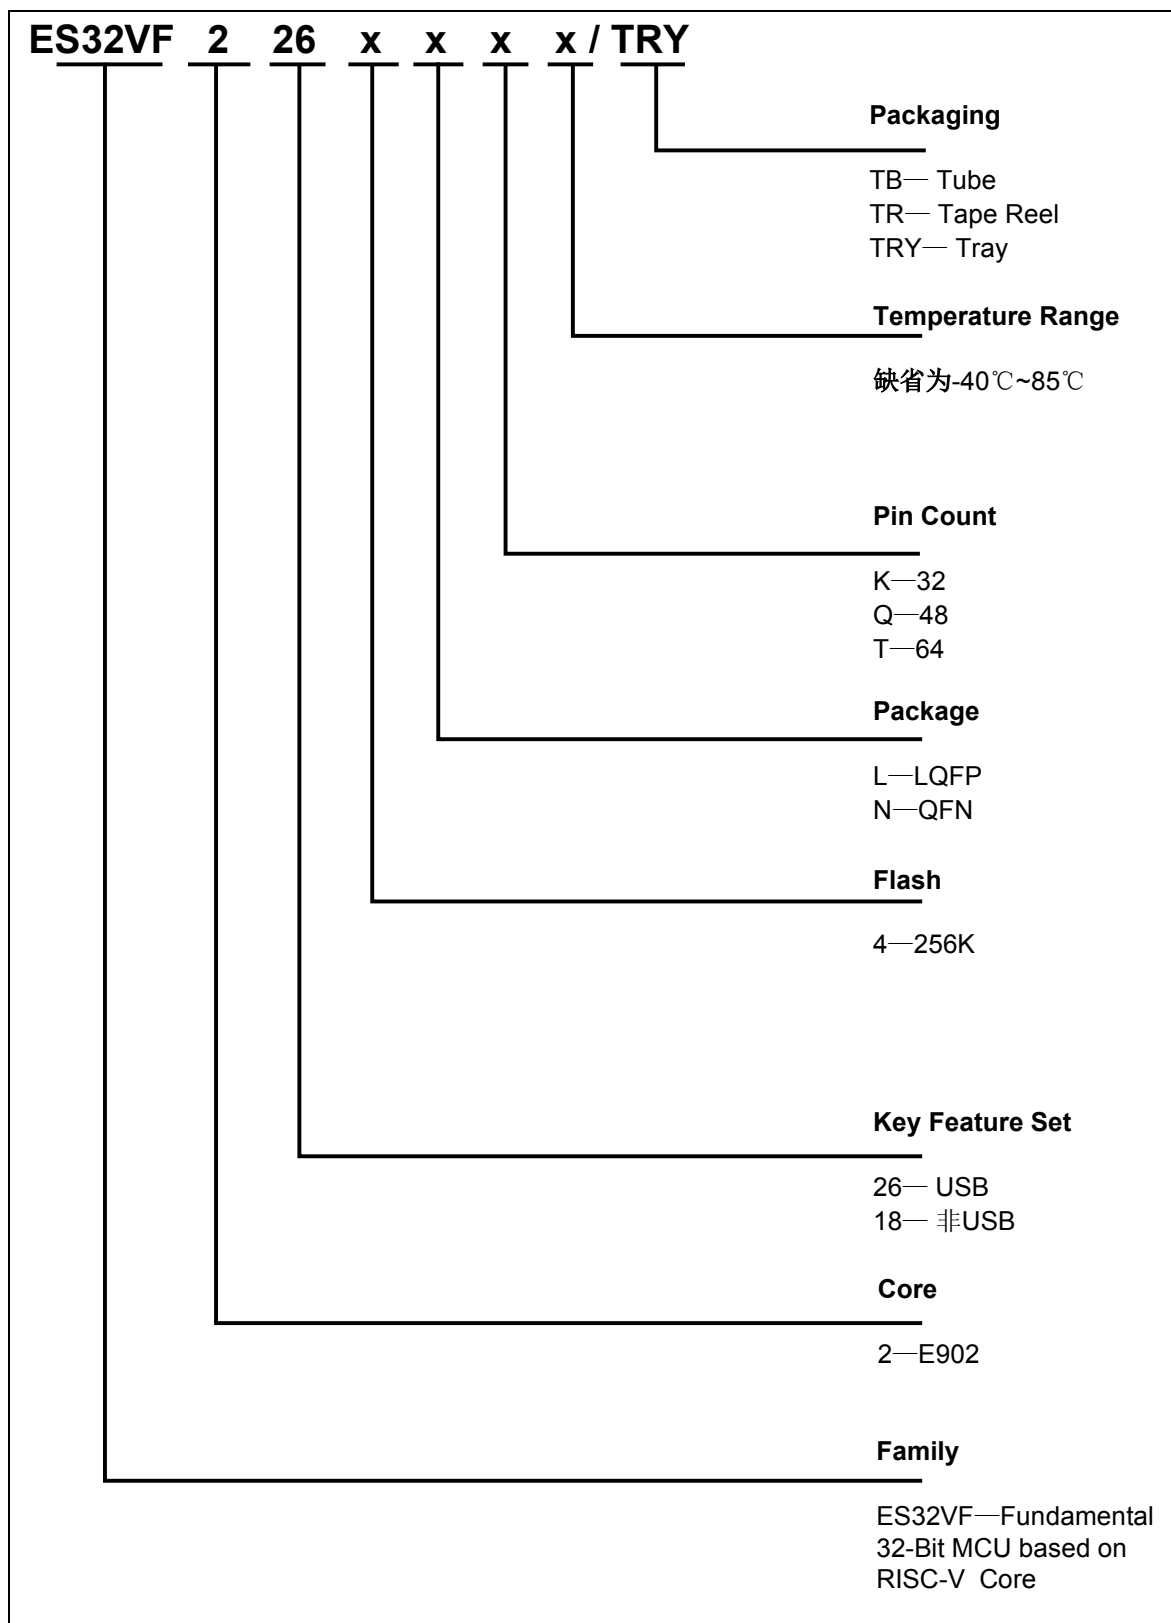 ES32VF 2 26 x x x x / TRY
Packaging
TB— Tube
TR— Tape Reel
TRY— Tray
Temperature Range
缺省为-40℃~85℃
Pin Count
K—32
Q—48
T—64
Package
L—LQFP
N—QFN
Flash
4—256K
Key Feature Set
26— USB
18— 非USB
Core
2—E902
Family
ES32VF—Fundamental
32-Bit MCU based on
RISC-V Core